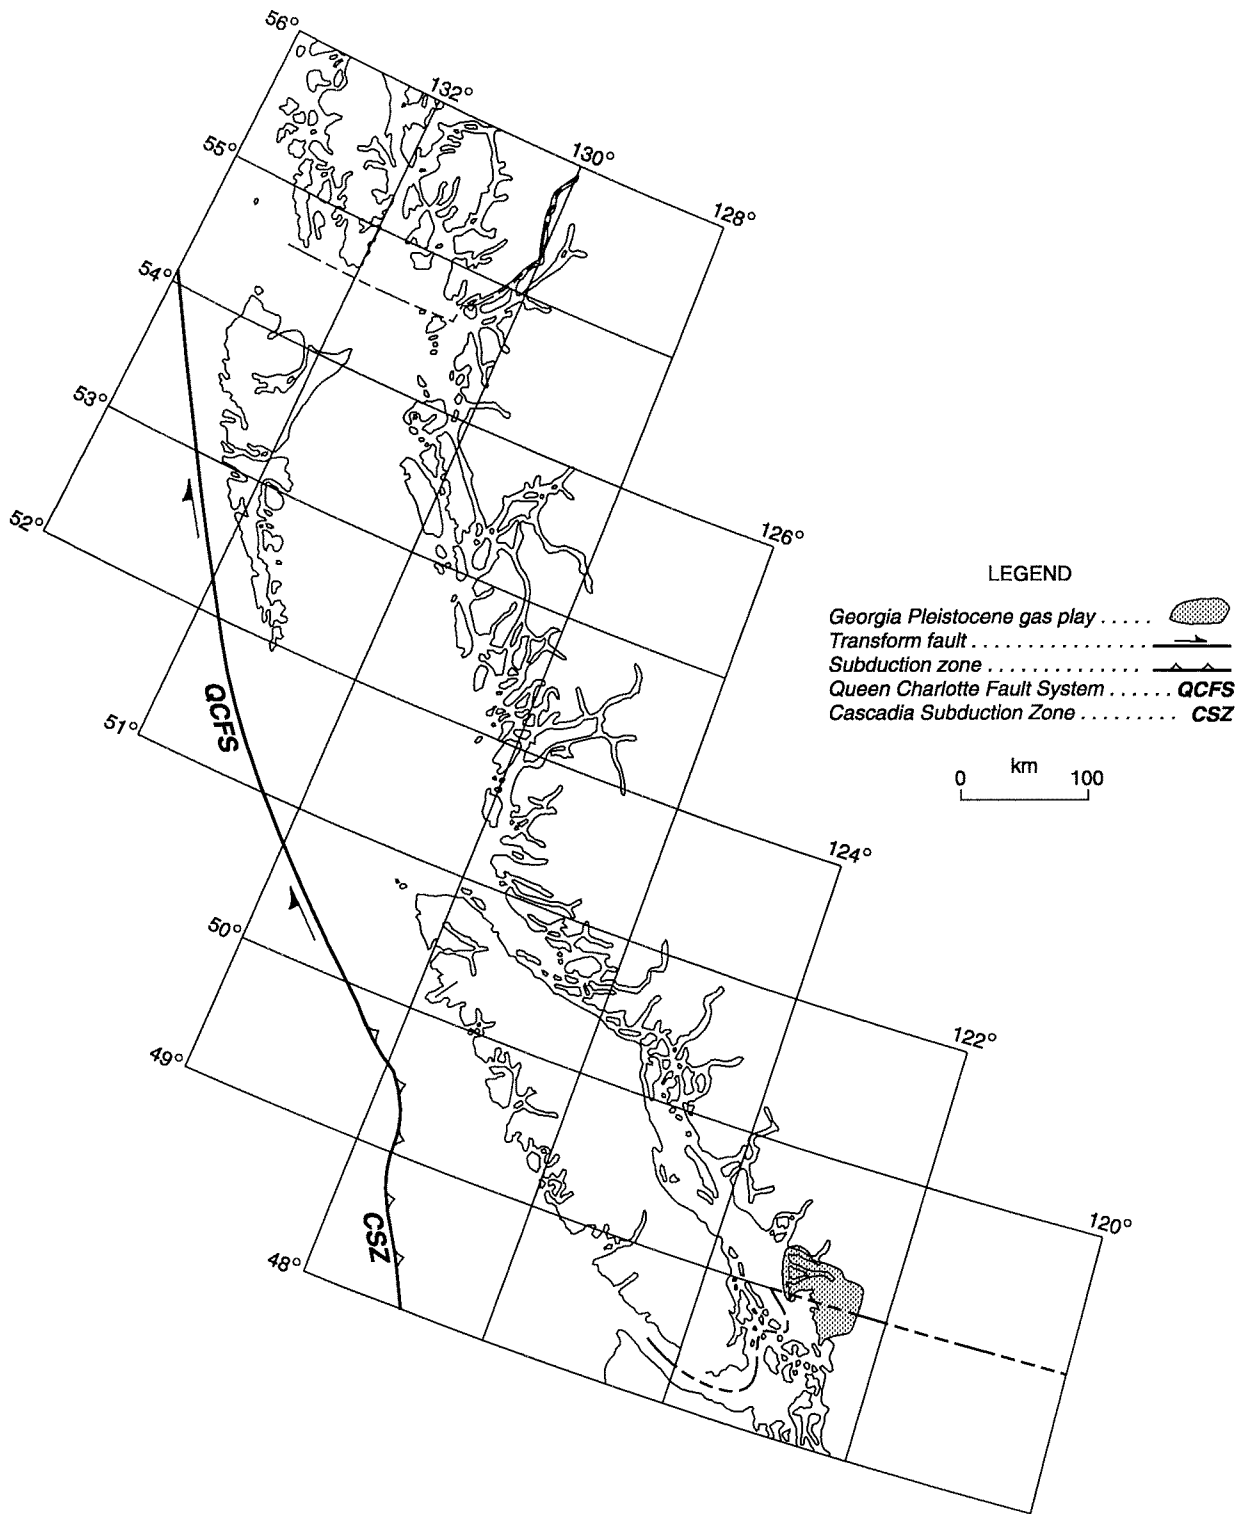 56°
132°
55°
130°
128°
54°
53°
52°
126°
LEGEND
Georgia Pleistocene gas play . . . . .
Transform fault . . . . . . . . . . . . . . . .
Subduction zone . . . . . . . . . . . . . .
Queen Charlotte Fault System . . . . . . QCFS
Cascadia Subduction Zone . . . . . . . . . CSZ
QCFS
51°
km
0 100
124°
50°
122°
49°
120°
CSZ
48°